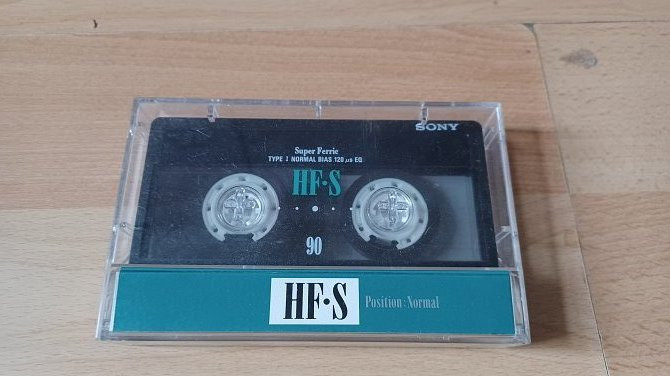 SONY
Super Ferric
TYPE I NORMAL BIAS 120 µs EQ
HF·S
90
HF·S Position: Normal